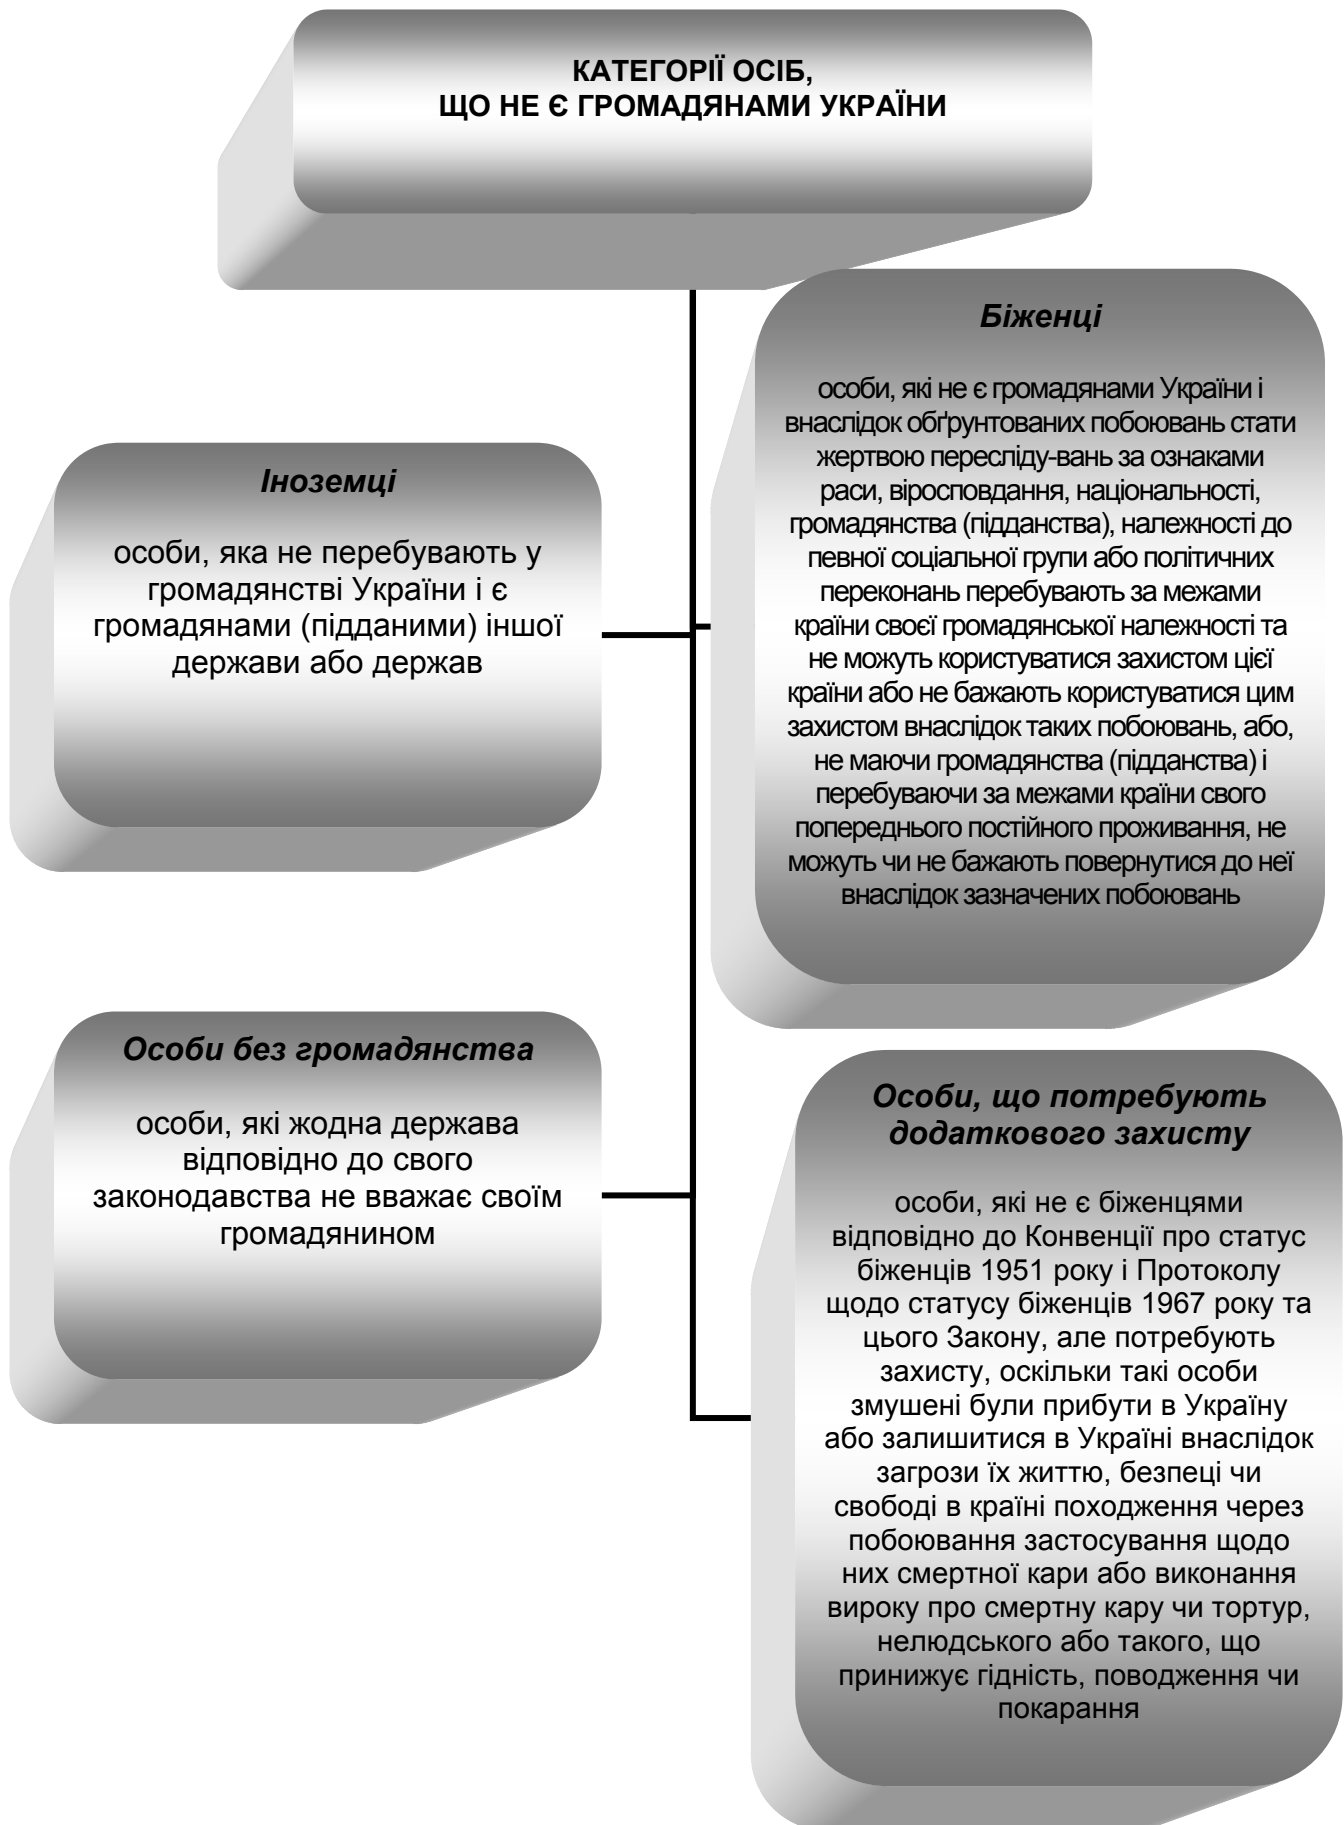 КАТЕГОРІЇ ОСІБ,
ЩО НЕ Є ГРОМАДЯНАМИ УКРАЇНИ
Іноземці
особи, яка не перебувають у
громадянстві України і є
громадянами (підданими) іншої
держави або держав
Біженці
особи, які не є громадянами України і
внаслідок обґрунтованих побоювань стати
жертвою пересліду-вань за ознаками
раси, віросповдання, національності,
громадянства (підданства), належності до
певної соціальної групи або політичних
переконань перебувають за межами
країни своєї громадянської належності та
не можуть користуватися захистом цієї
країни або не бажають користуватися цим
захистом внаслідок таких побоювань, або,
не маючи громадянства (підданства) і
перебуваючи за межами країни свого
попереднього постійного проживання, не
можуть чи не бажають повернутися до неї
внаслідок зазначених побоювань
Особи без громадянства
особи, які жодна держава
відповідно до свого
законодавства не вважає своїм
громадянином
Особи, що потребують
додаткового захисту
особи, які не є біженцями
відповідно до Конвенції про статус
біженців 1951 року і Протоколу
щодо статусу біженців 1967 року та
цього Закону, але потребують
захисту, оскільки такі особи
змушені були прибути в Україну
або залишитися в Україні внаслідок
загрози їх життю, безпеці чи
свободі в країні походження через
побоювання застосування щодо
них смертної кари або виконання
вироку про смертну кару чи тортур,
нелюдського або такого, що
принижує гідність, поводження чи
покарання